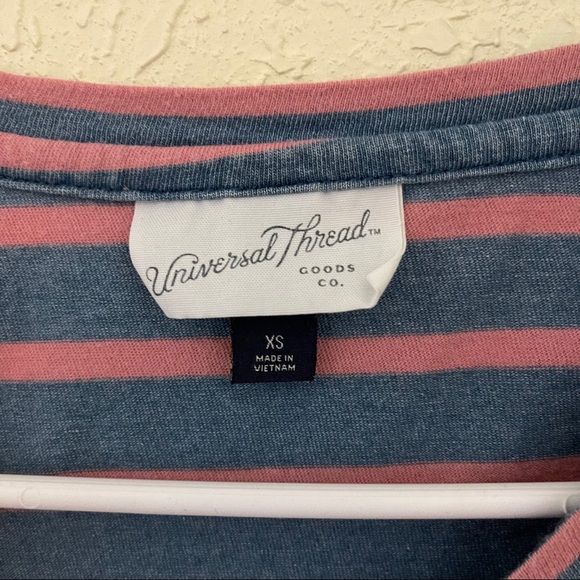 Universal Thread™
GOODS
CO.
XS
MADE IN
VIETNAM